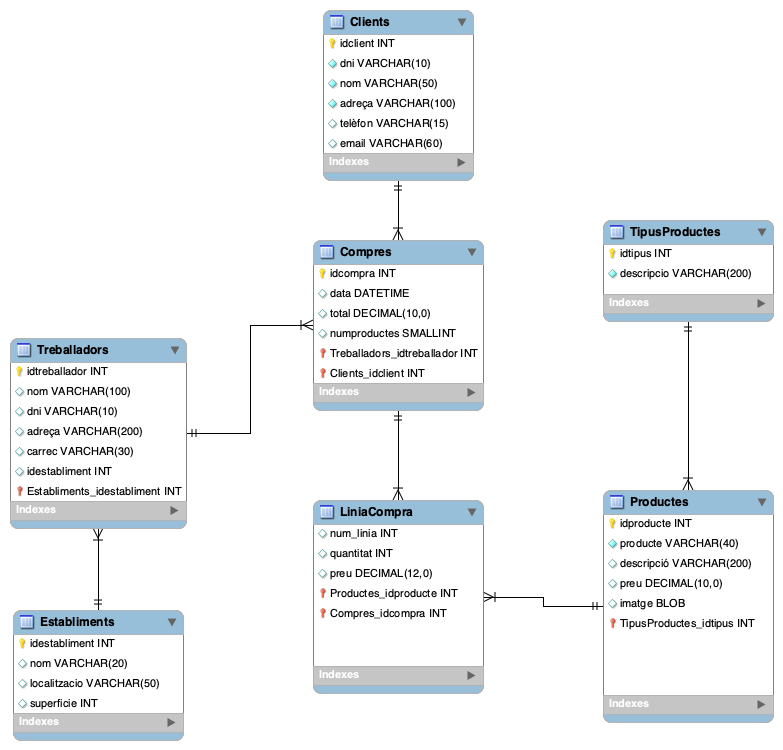 Clients
idclient INT
dni VARCHAR(10)
nom VARCHAR(50)
adreça VARCHAR(100)
telèfon VARCHAR(15)
email VARCHAR(60)
Indexes
Compres
idcompra INT
data DATETIME
total DECIMAL(10,0)
numproductes SMALLINT
Treballadors_idtreballador INT
Clients_idclient INT
Indexes
TipusProductes
idtipus INT
descripcio VARCHAR(200)
Indexes
Treballadors
idtreballador INT
nom VARCHAR(100)
dni VARCHAR(10)
adreça VARCHAR(200)
carrec VARCHAR(30)
idestabliment INT
Establiments_idestabliment INT
Indexes
LiniaCompra
num_linia INT
quantitat INT
preu DECIMAL(12,0)
Productes_idproducte INT
Compres_idcompra INT
Indexes
Productes
idproducte INT
producte VARCHAR(40)
descripció VARCHAR(200)
preu DECIMAL(10,0)
imatge BLOB
TipusProductes_idtipus INT
Indexes
Establiments
idestabliment INT
nom VARCHAR(20)
localitzacio VARCHAR(50)
superficie INT
Indexes